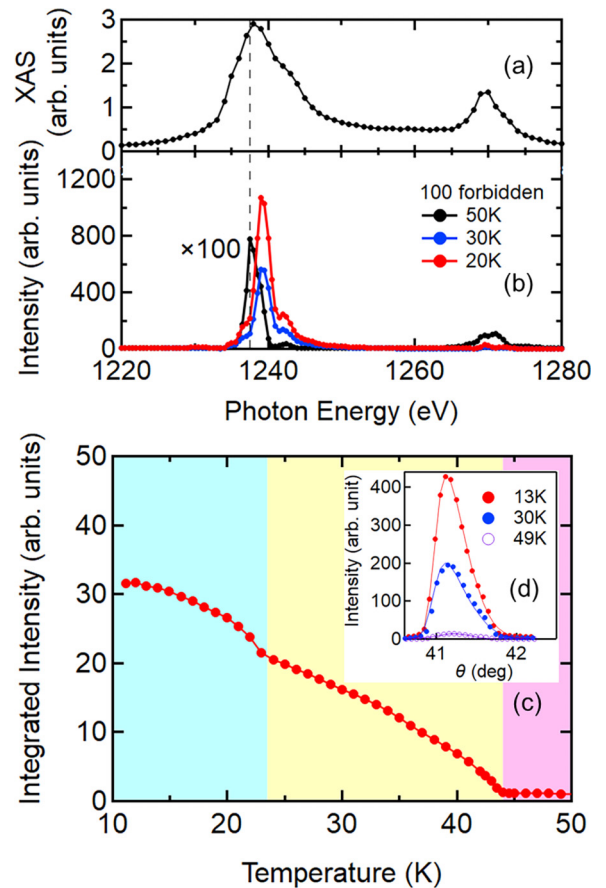 XAS
(arb. units)
3
2
1
0
(a)
Intensity (arb. units)
1200
800
400
0
×100
100 forbidden
50K
30K
20K
(b)
1220 1240 1260 1280
Photon Energy (eV)
Integrated Intensity (arb. units)
50
40
30
20
10
0
Intensity (arb. unit)
400
300
200
100
0
13K
30K
49K
(d)
41 42
θ (deg)
(c)
10 20 30 40 50
Temperature (K)